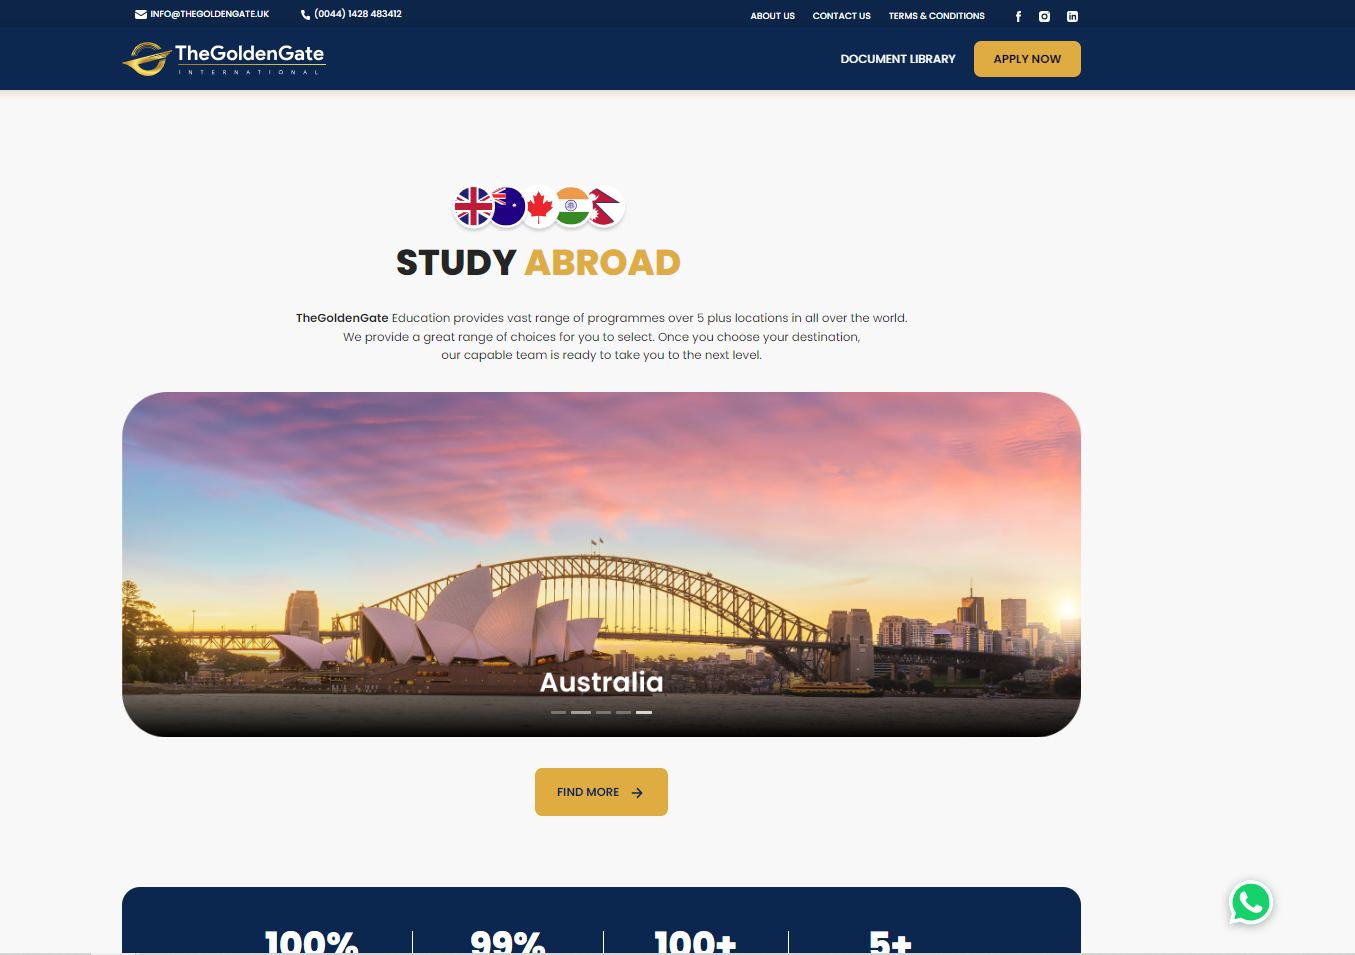 INFO@THEGOLDENGATE.UK
(0044) 1428 483412
ABOUT US
CONTACT US
TERMS & CONDITIONS
TheGoldenGate
INTERNATIONAL
DOCUMENT LIBRARY
APPLY NOW
STUDY ABROAD
TheGoldenGate Education provides vast range of programmes over 5 plus locations in all over the world.
We provide a great range of choices for you to select. Once you choose your destination,
our capable team is ready to take you to the next level.
Australia
FIND MORE
100%
99%
100+
5+